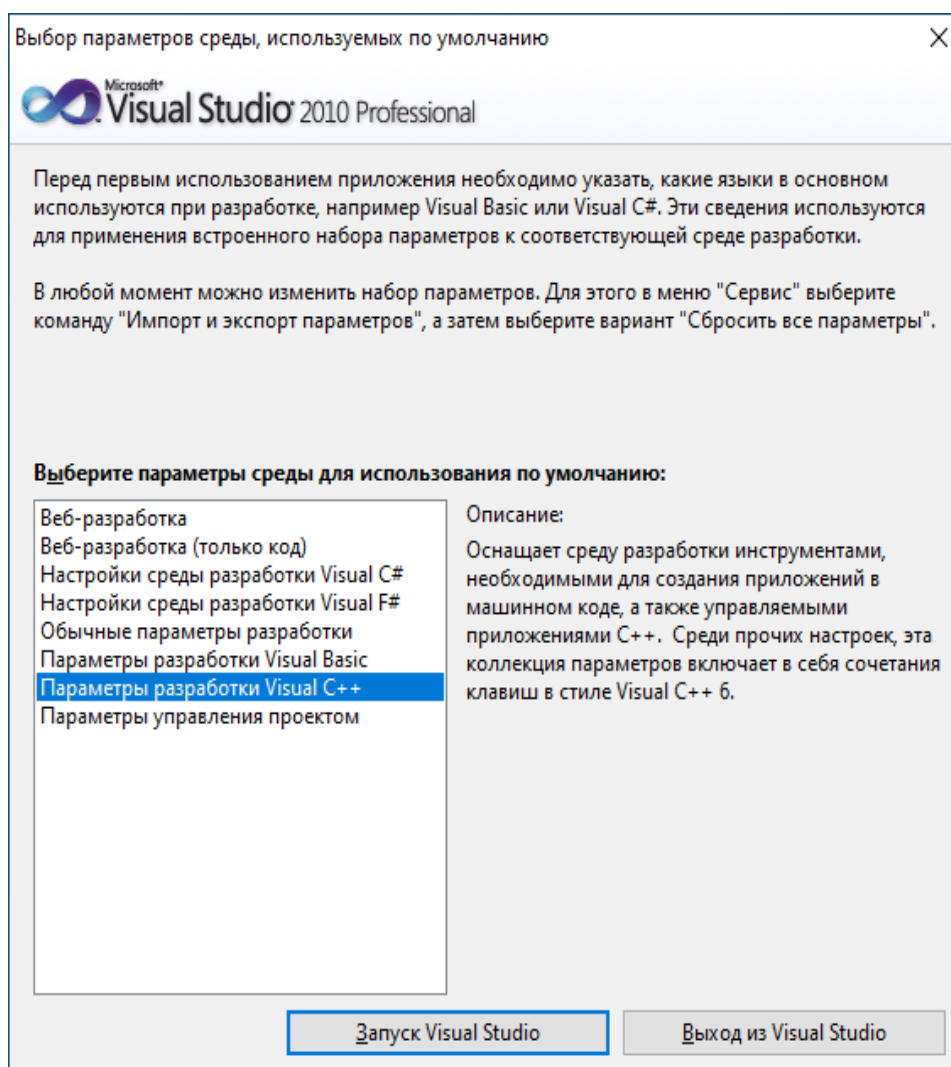 Выбор параметров среды, используемых по умолчанию
Microsoft®
Visual Studio® 2010 Professional
Перед первым использованием приложения необходимо указать, какие языки в основном
используются при разработке, например Visual Basic или Visual C#. Эти сведения используются
для применения встроенного набора параметров к соответствующей среде разработки.
В любой момент можно изменить набор параметров. Для этого в меню "Сервис" выберите
команду "Импорт и экспорт параметров", а затем выберите вариант "Сбросить все параметры".
Выберите параметры среды для использования по умолчанию:
Веб-разработка
Веб-разработка (только код)
Настройки среды разработки Visual C#
Настройки среды разработки Visual F#
Обычные параметры разработки
Параметры разработки Visual Basic
Параметры разработки Visual C++
Параметры управления проектом
Описание:
Оснащает среду разработки инструментами,
необходимыми для создания приложений в
машинном коде, а также управляемыми
приложениями C++. Среди прочих настроек, эта
коллекция параметров включает в себя сочетания
клавиш в стиле Visual C++ 6.
Запуск Visual Studio
Выход из Visual Studio